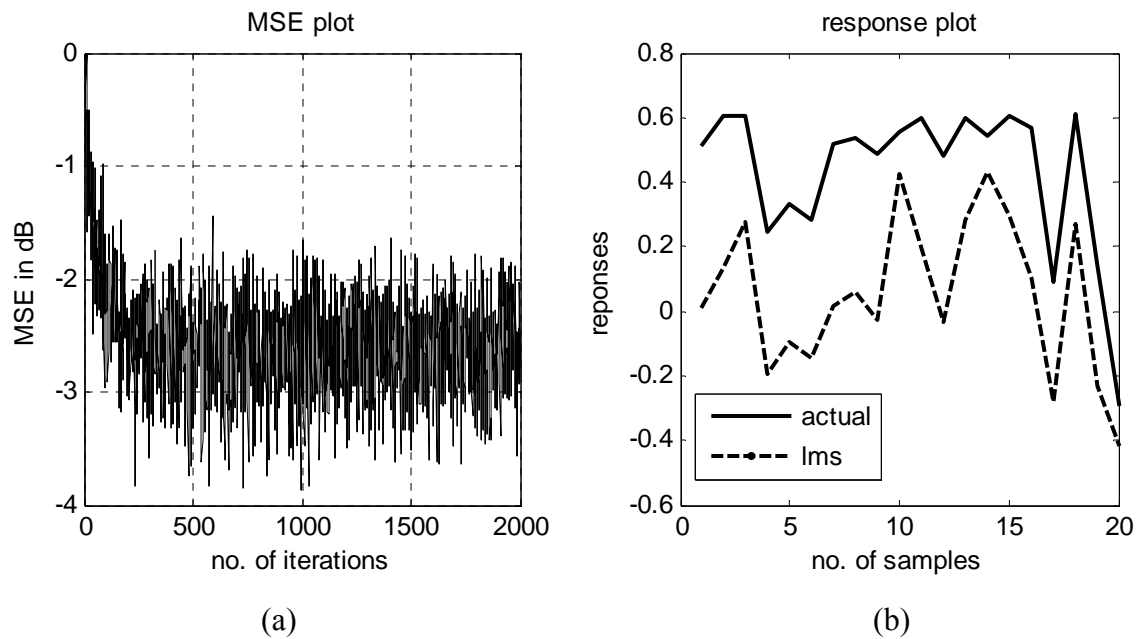 MSE plot
0
-1
-2
-3
-4
MSE in dB
0
500
1000
1500
2000
no. of iterations
(a)
response plot
0.8
0.6
0.4
0.2
0
-0.2
-0.4
-0.6
reponses
actual
lms
0
5
10
15
20
no. of samples
(b)